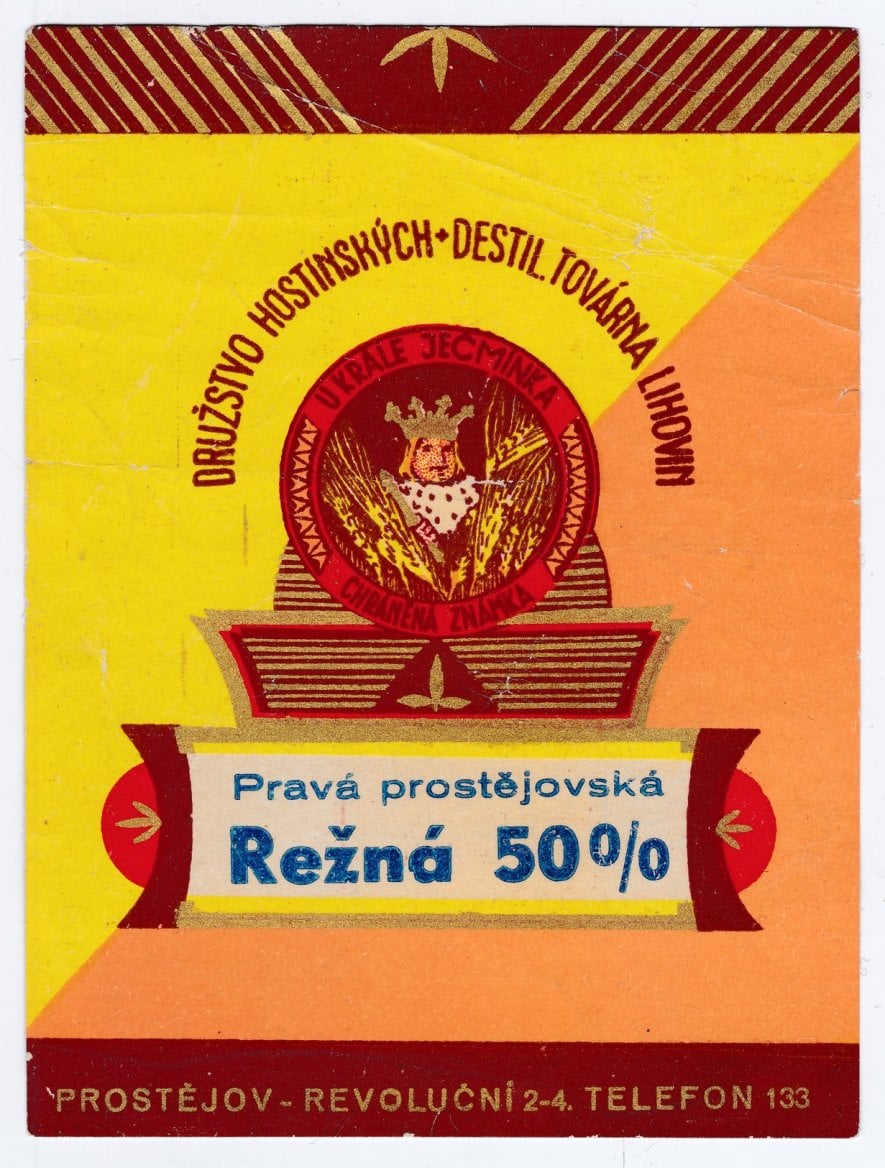 DRUŽSTVO HOSTINSKÝCH + DESTIL. TOVÁRNA LIHOVIN
U KRÁLE JEČMÍNKA
CHRÁNĚNÁ ZNÁMKA
Pravá prostějovská
Režná 50%
PROSTĚJOV - REVOLUČNÍ 2-4. TELEFON 133